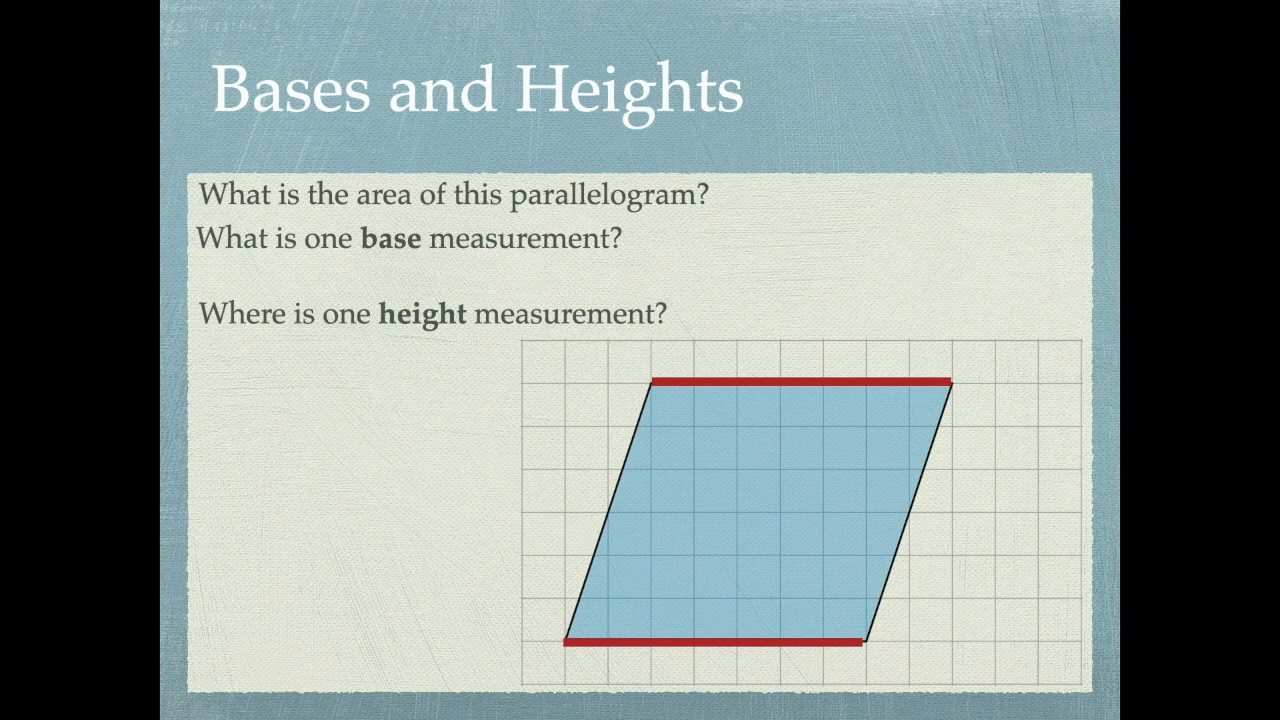 Bases and Heights
What is the area of this parallelogram?
What is one base measurement?
Where is one height measurement?